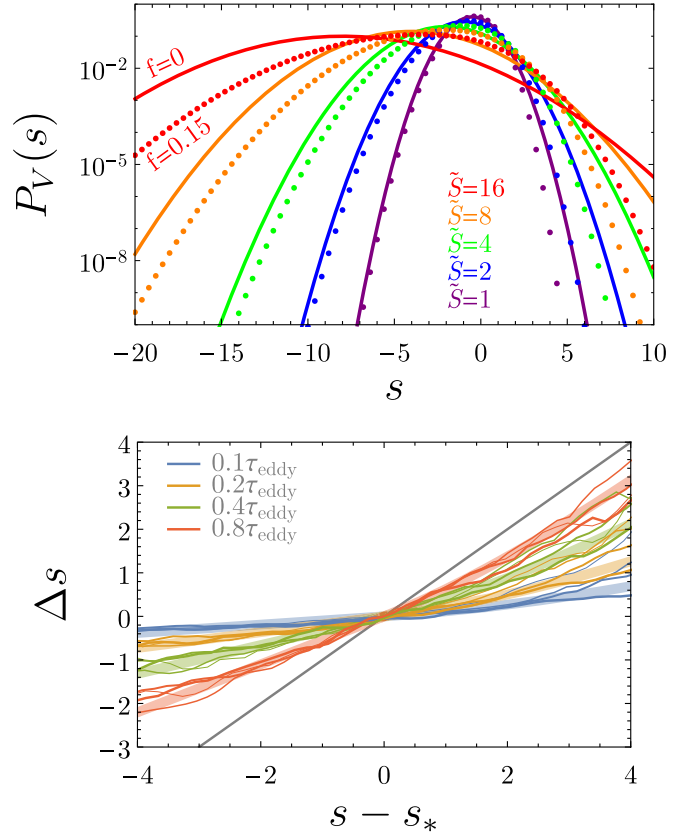 10⁻²
10⁻⁵
10⁻⁸
P_V(s)
f=0
f=0.15
S̃=16
S̃=8
S̃=4
S̃=2
S̃=1
−20 −15 −10 −5 0 5 10
s
4
3
2
1
0
−1
−2
−3
Δs
0.1τ_eddy
0.2τ_eddy
0.4τ_eddy
0.8τ_eddy
−4 −2 0 2 4
s − s_*